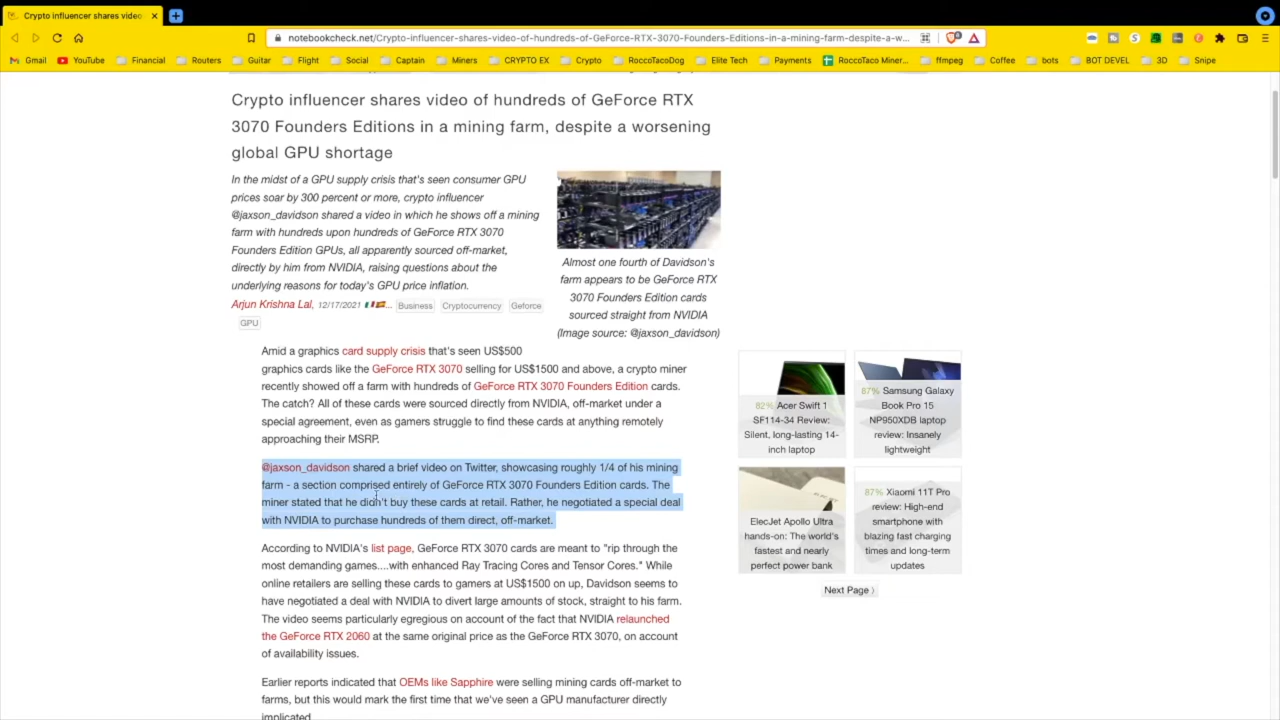 Crypto influencer shares video
notebookcheck.net/Crypto-influencer-shares-video-of-hundreds-of-GeForce-RTX-3070-Founders-Editions-in-a-mining-farm-despite-a-w...
Gmail YouTube Financial Routers Guitar Flight Social Captain Miners CRYPTO EX Crypto RoccoTacoDog Elite Tech Payments RoccoTaco Miner... ffmpeg Coffee bots BOT DEVEL 3D Snipe
Crypto influencer shares video of hundreds of GeForce RTX
3070 Founders Editions in a mining farm, despite a worsening
global GPU shortage
In the midst of a GPU supply crisis that's seen consumer GPU
prices soar by 300 percent or more, crypto influencer
@jaxson_davidson shared a video in which he shows off a mining
farm with hundreds upon hundreds of GeForce RTX 3070
Founders Edition GPUs, all apparently sourced off-market,
directly by him from NVIDIA, raising questions about the
underlying reasons for today's GPU price inflation.
Arjun Krishna Lal, 12/17/2021 ... Business Cryptocurrency Geforce
GPU
Almost one fourth of Davidson's
farm appears to be GeForce RTX
3070 Founders Edition cards
sourced straight from NVIDIA
(Image source: @jaxson_davidson)
Amid a graphics card supply crisis that's seen US$500
graphics cards like the GeForce RTX 3070 selling for US$1500 and above, a crypto miner
recently showed off a farm with hundreds of GeForce RTX 3070 Founders Edition cards.
The catch? All of these cards were sourced directly from NVIDIA, off-market under a
special agreement, even as gamers struggle to find these cards at anything remotely
approaching their MSRP.
@jaxson_davidson shared a brief video on Twitter, showcasing roughly 1/4 of his mining
farm - a section comprised entirely of GeForce RTX 3070 Founders Edition cards. The
miner stated that he didn't buy these cards at retail. Rather, he negotiated a special deal
with NVIDIA to purchase hundreds of them direct, off-market.
According to NVIDIA's list page, GeForce RTX 3070 cards are meant to "rip through the
most demanding games....with enhanced Ray Tracing Cores and Tensor Cores." While
online retailers are selling these cards to gamers at US$1500 on up, Davidson seems to
have negotiated a deal with NVIDIA to divert large amounts of stock, straight to his farm.
The video seems particularly egregious on account of the fact that NVIDIA relaunched
the GeForce RTX 2060 at the same original price as the GeForce RTX 3070, on account
of availability issues.
Earlier reports indicated that OEMs like Sapphire were selling mining cards off-market to
farms, but this would mark the first time that we've seen a GPU manufacturer directly
implicated.
82% Acer Swift 1
SF114-34 Review:
Silent, long-lasting 14-
inch laptop
87% Samsung Galaxy
Book Pro 15
NP950XDB laptop
review: Insanely
lightweight
ElecJet Apollo Ultra
hands-on: The world's
fastest and nearly
perfect power bank
87% Xiaomi 11T Pro
review: High-end
smartphone with
blazing fast charging
times and long-term
updates
Next Page ⟩